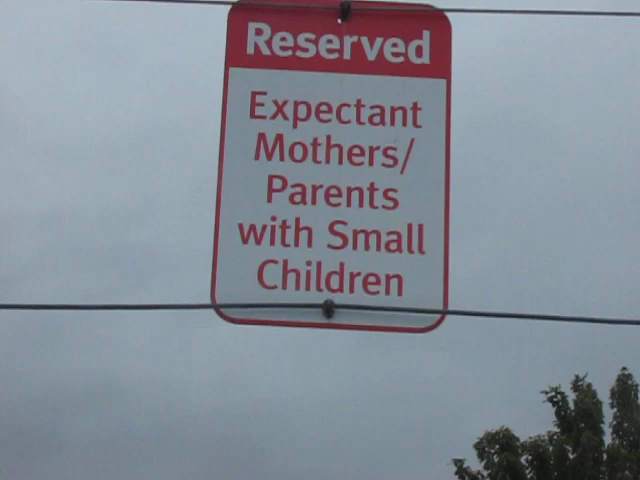 Reserved
Expectant
Mothers/
Parents
with Small
Children